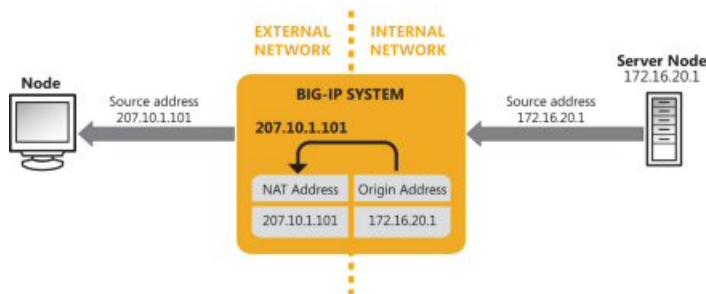 EXTERNAL
NETWORK
INTERNAL
NETWORK
Node
Server Node
172.16.20.1
BIG-IP SYSTEM
Source address
207.10.1.101
Source address
172.16.20.1
207.10.1.101
NAT Address
Origin Address
207.10.1.101
172.16.20.1